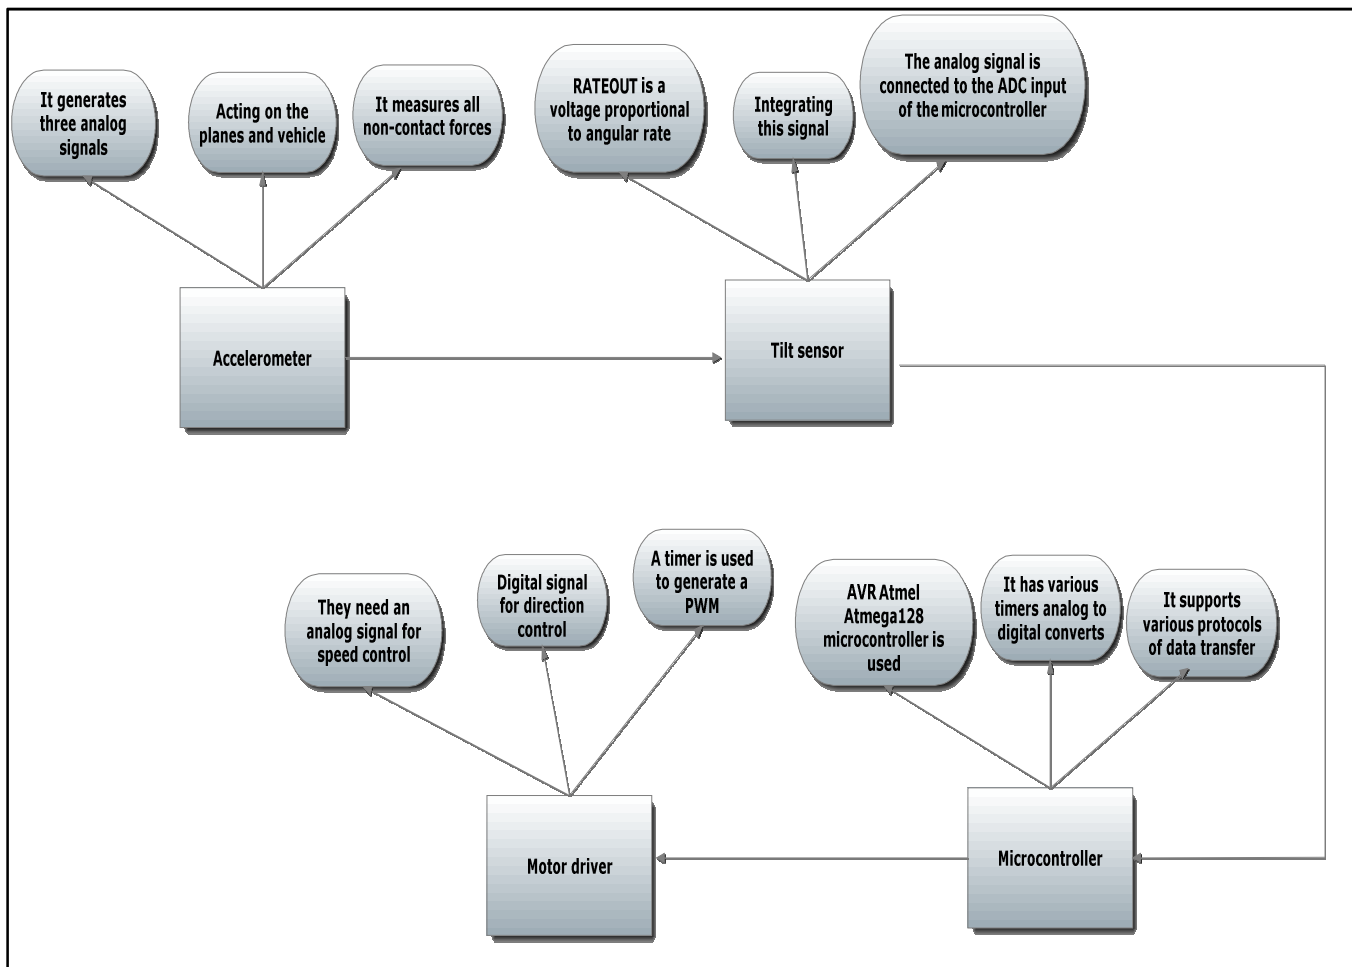 It generates
three analog
signals
Acting on the
planes and vehicle
It measures all
non-contact forces
RATEOUT is a
voltage proportional
to angular rate
Integrating
this signal
The analog signal is
connected to the ADC input
of the microcontroller
Accelerometer
Tilt sensor
They need an
analog signal for
speed control
Digital signal
for direction
control
A timer is used
to generate a
PWM
AVR Atmel
Atmega128
microcontroller is
used
It has various
timers analog to
digital converts
It supports
various protocols
of data transfer
Motor driver
Microcontroller